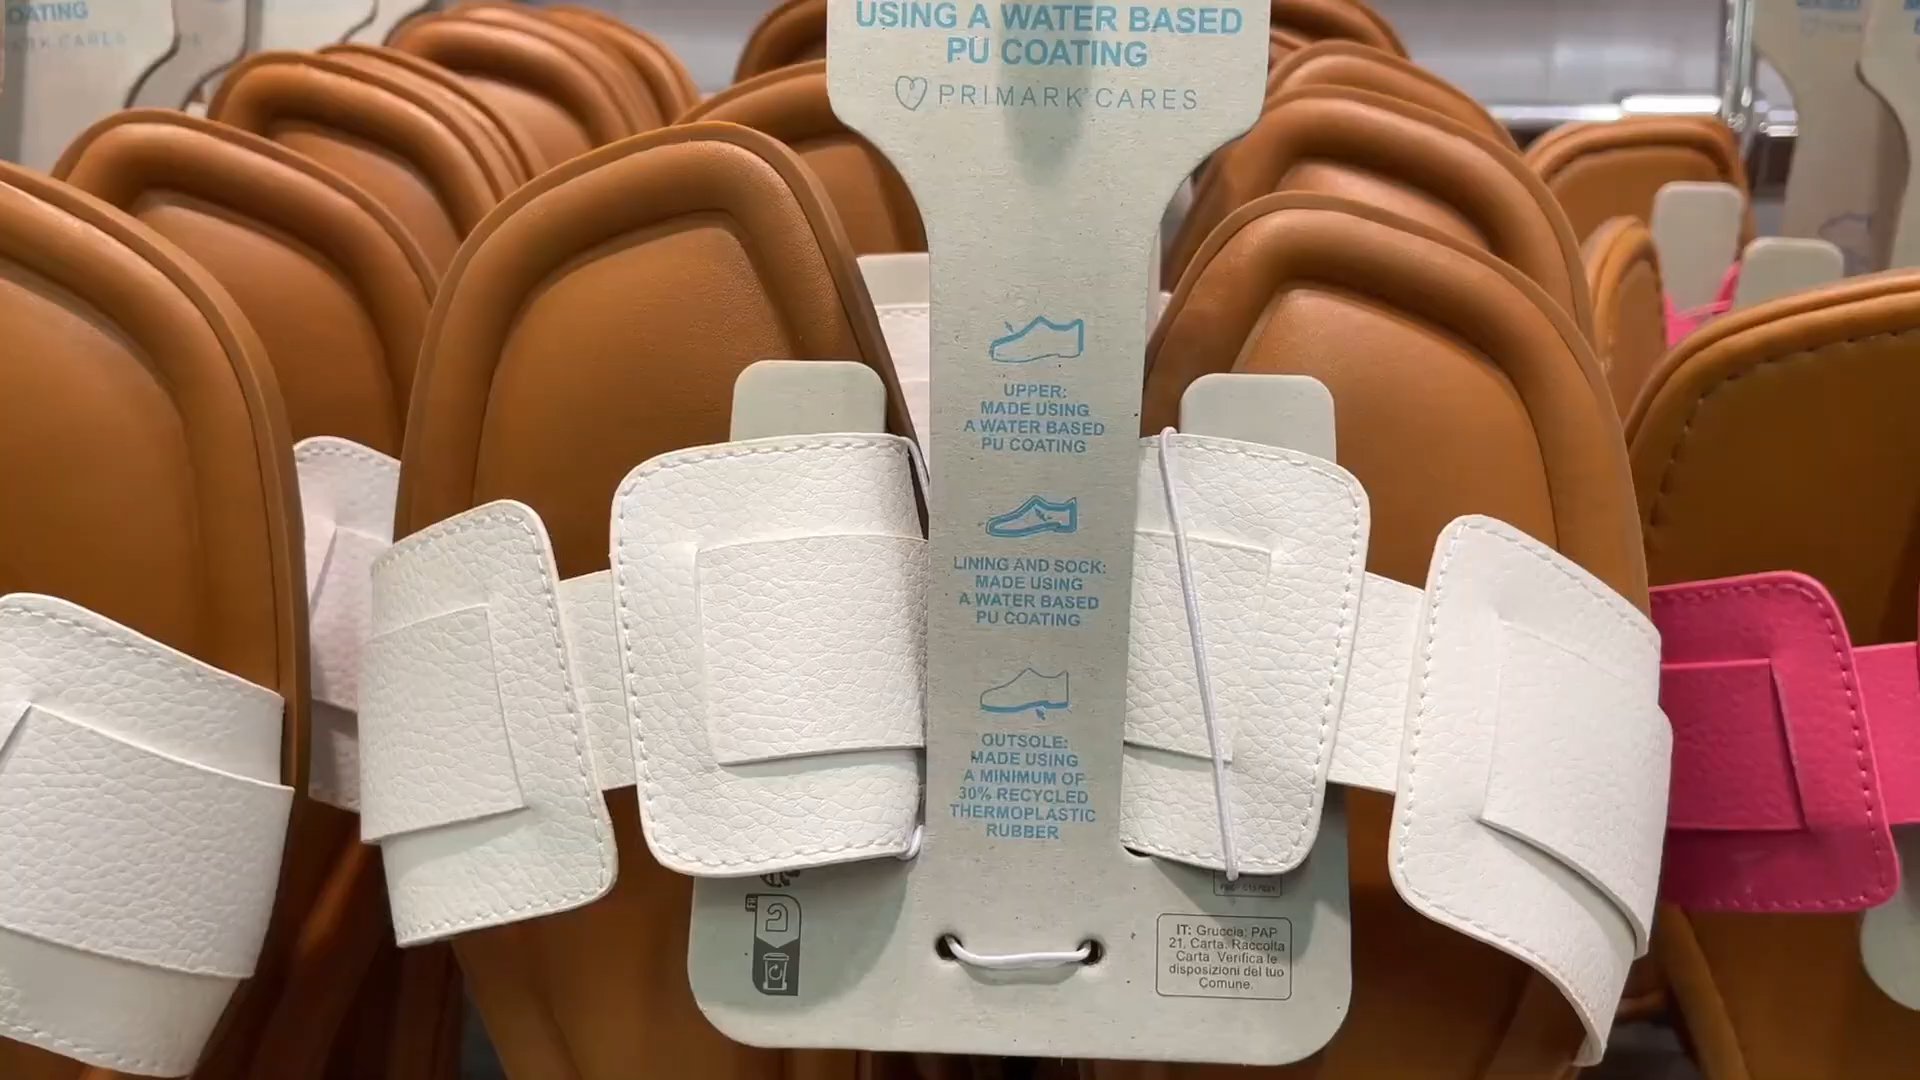 OATING
USING A WATER BASED
PU COATING
PRIMARK CARES
UPPER:
MADE USING
A WATER BASED
PU COATING
LINING AND SOCK:
MADE USING
A WATER BASED
PU COATING
OUTSOLE:
MADE USING
A MINIMUM OF
30% RECYCLED
THERMOPLASTIC
RUBBER
FR
IT: Gruccia: PAP
21. Carta. Raccolta
Carta. Verifica le
disposizioni del tuo
Comune.